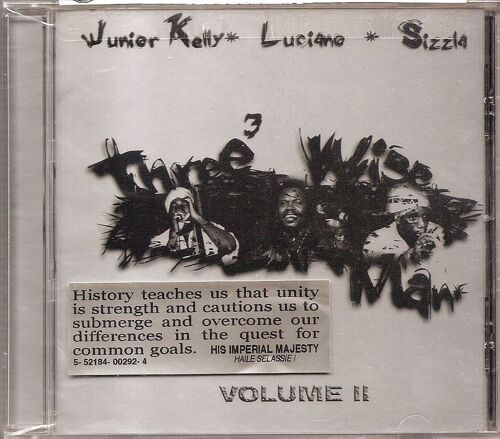 Junior Kelly* Luciano * Sizzla
3
Three Wise
Man*
History teaches us that unity
is strength and cautions us to
submerge and overcome our
differences in the quest for
common goals. HIS IMPERIAL MAJESTY
HAILE SELASSIE I
5- 52184- 00292- 4
VOLUME II